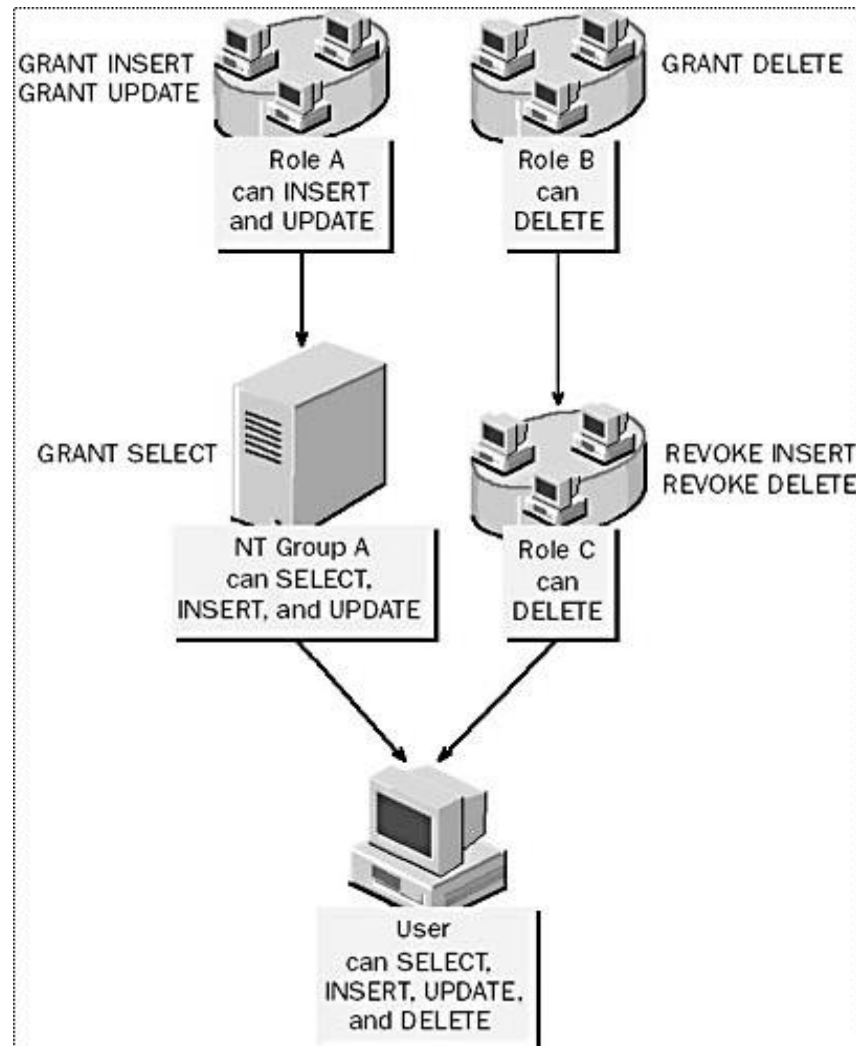 GRANT INSERT
GRANT UPDATE
GRANT DELETE
Role A
can INSERT
and UPDATE
Role B
can
DELETE
GRANT SELECT
REVOKE INSERT
REVOKE DELETE
NT Group A
can SELECT,
INSERT, and UPDATE
Role C
can
DELETE
User
can SELECT,
INSERT, UPDATE,
and DELETE